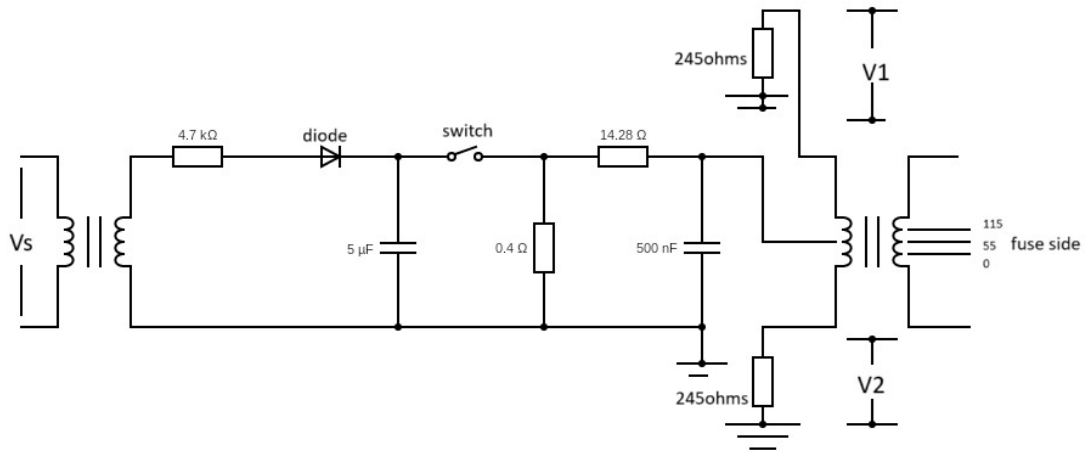 245ohms
V1
4.7 kΩ
diode
switch
14.28 Ω
Vs
5 µF
0.4 Ω
500 nF
115
55
0
fuse side
245ohms
V2